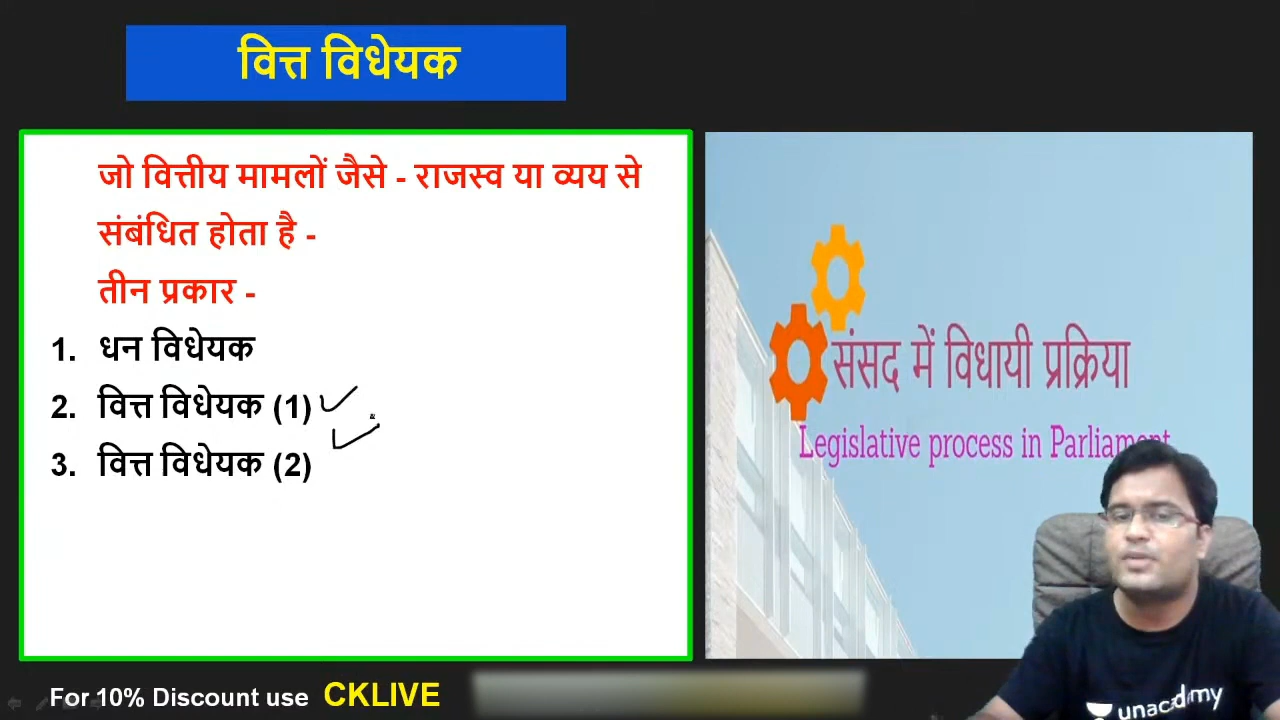 वित्त विधेयक
जो वित्तीय मामलों जैसे - राजस्व या व्यय से
संबंधित होता है -
तीन प्रकार -
1. धन विधेयक
2. वित्त विधेयक (1)
3. वित्त विधेयक (2)
संसद में विधायी प्रक्रिया
Legislative process in Parliament
For 10% Discount use CKLIVE
unacademy